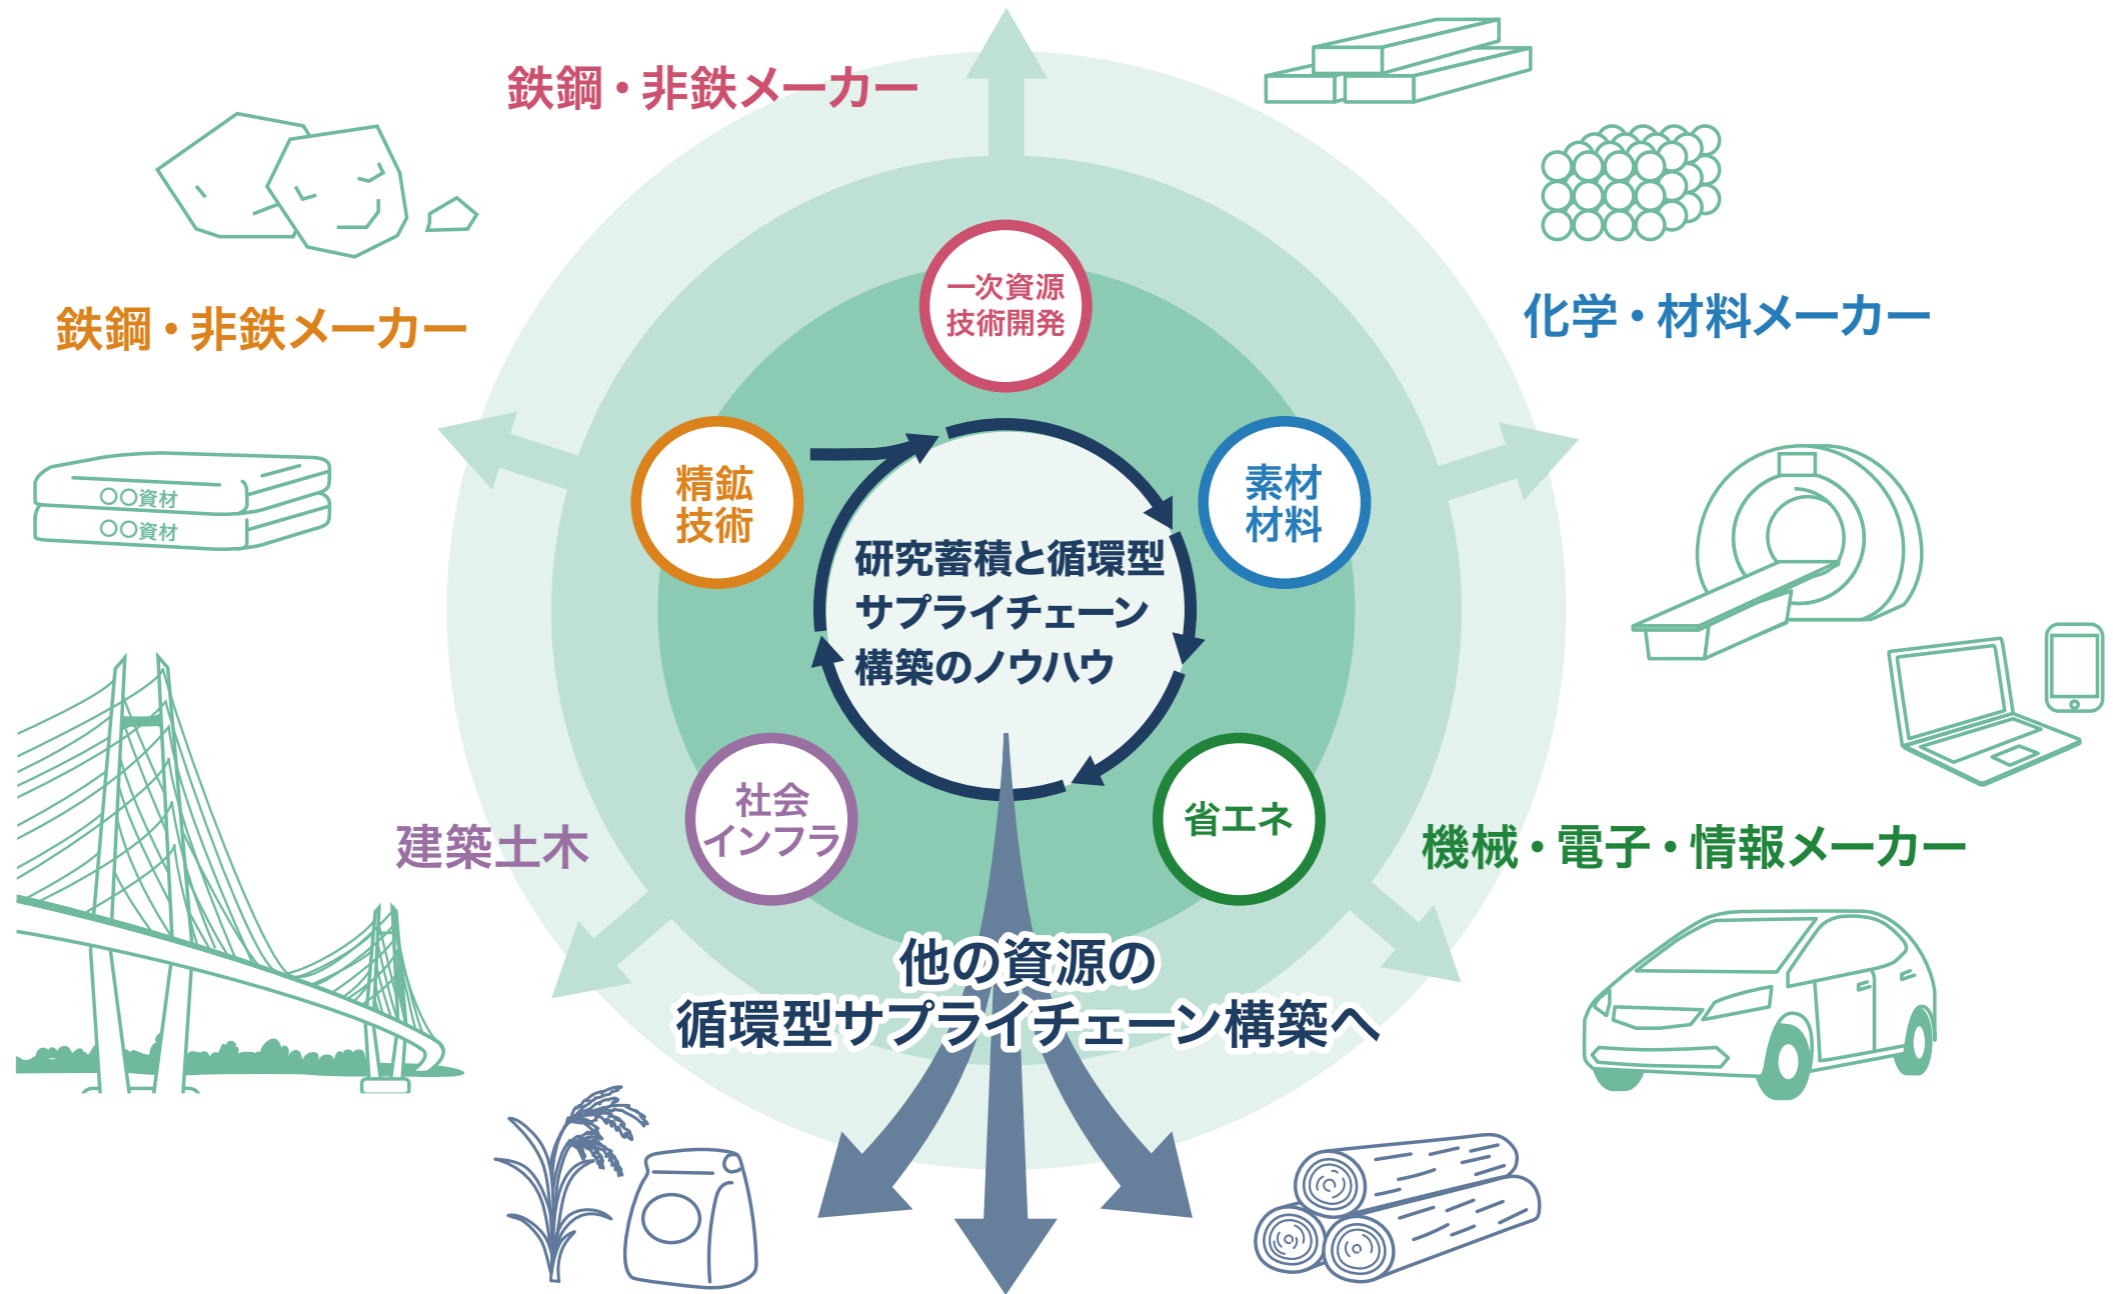 鉄鋼・非鉄メーカー
一次資源
技術開発
鉄鋼・非鉄メーカー
化学・材料メーカー
精鉱
技術
素材
材料
〇〇資材
〇〇資材
研究蓄積と循環型
サプライチェーン
構築のノウハウ
社会
インフラ
省エネ
建築土木
機械・電子・情報メーカー
他の資源の
循環型サプライチェーン構築へ